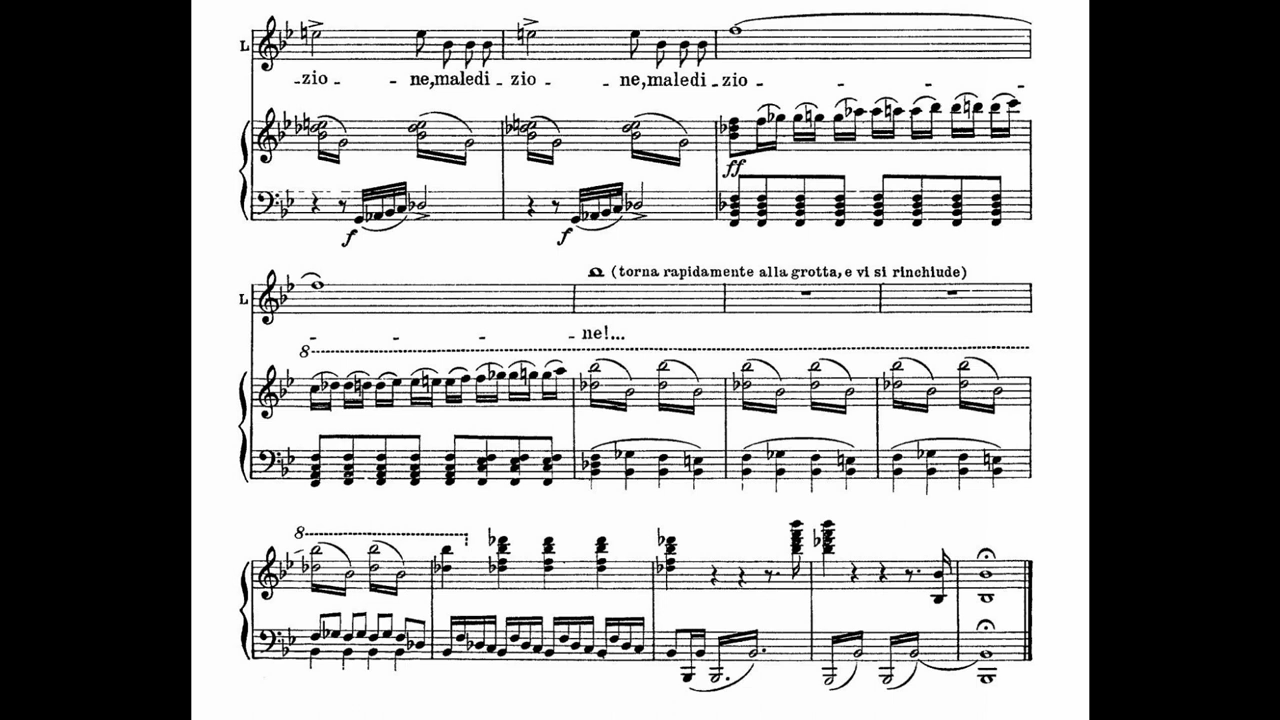 L
-zio - - ne,maledi - zio - ne,maledi - zio - - - - -
ff
f f
(torna rapidamente alla grotta, e vi si rinchiude)
L
- - - - ne!...
8
8